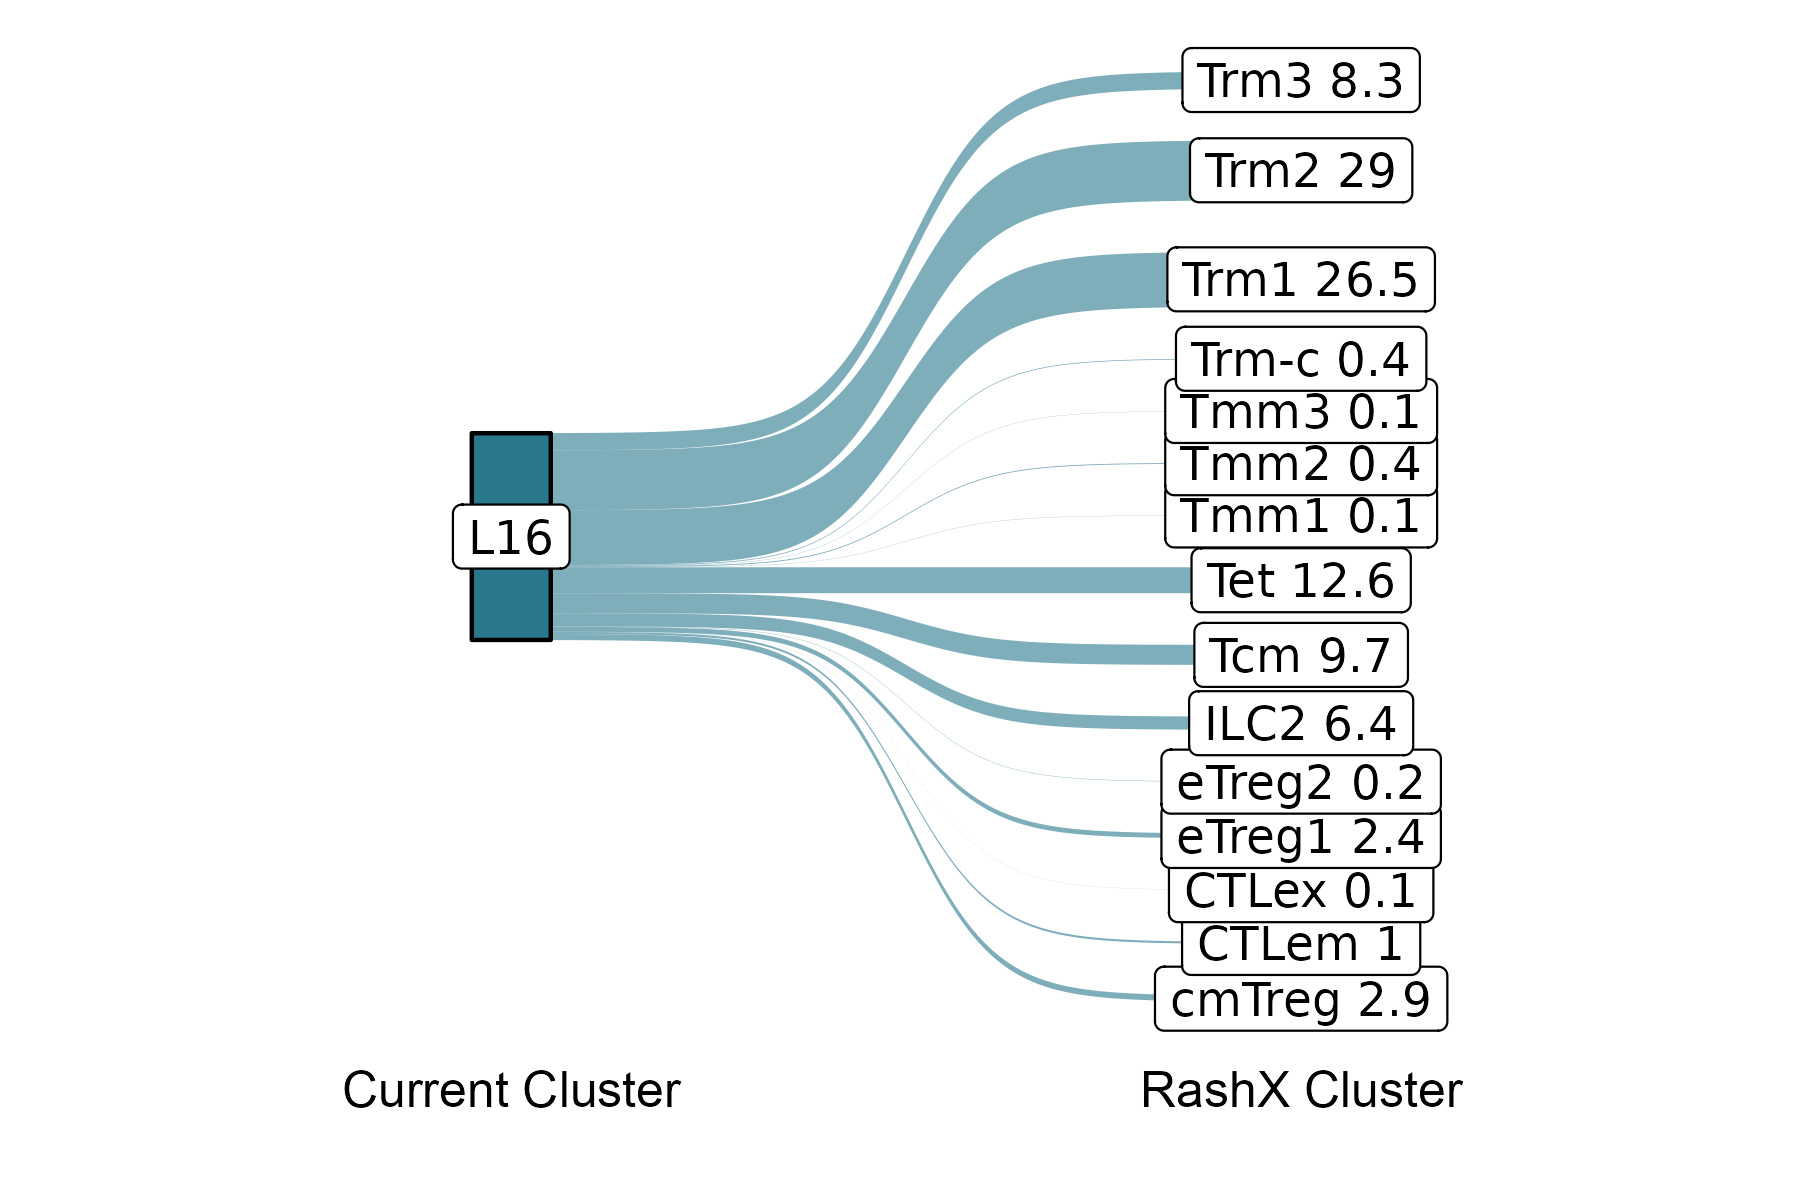 Trm3 8.3
Trm2 29
Trm1 26.5
Trm-c 0.4
Tmm3 0.1
Tmm2 0.4
Tmm1 0.1
L16
Tet 12.6
Tcm 9.7
ILC2 6.4
eTreg2 0.2
eTreg1 2.4
CTLex 0.1
CTLem 1
cmTreg 2.9
Current Cluster
RashX Cluster